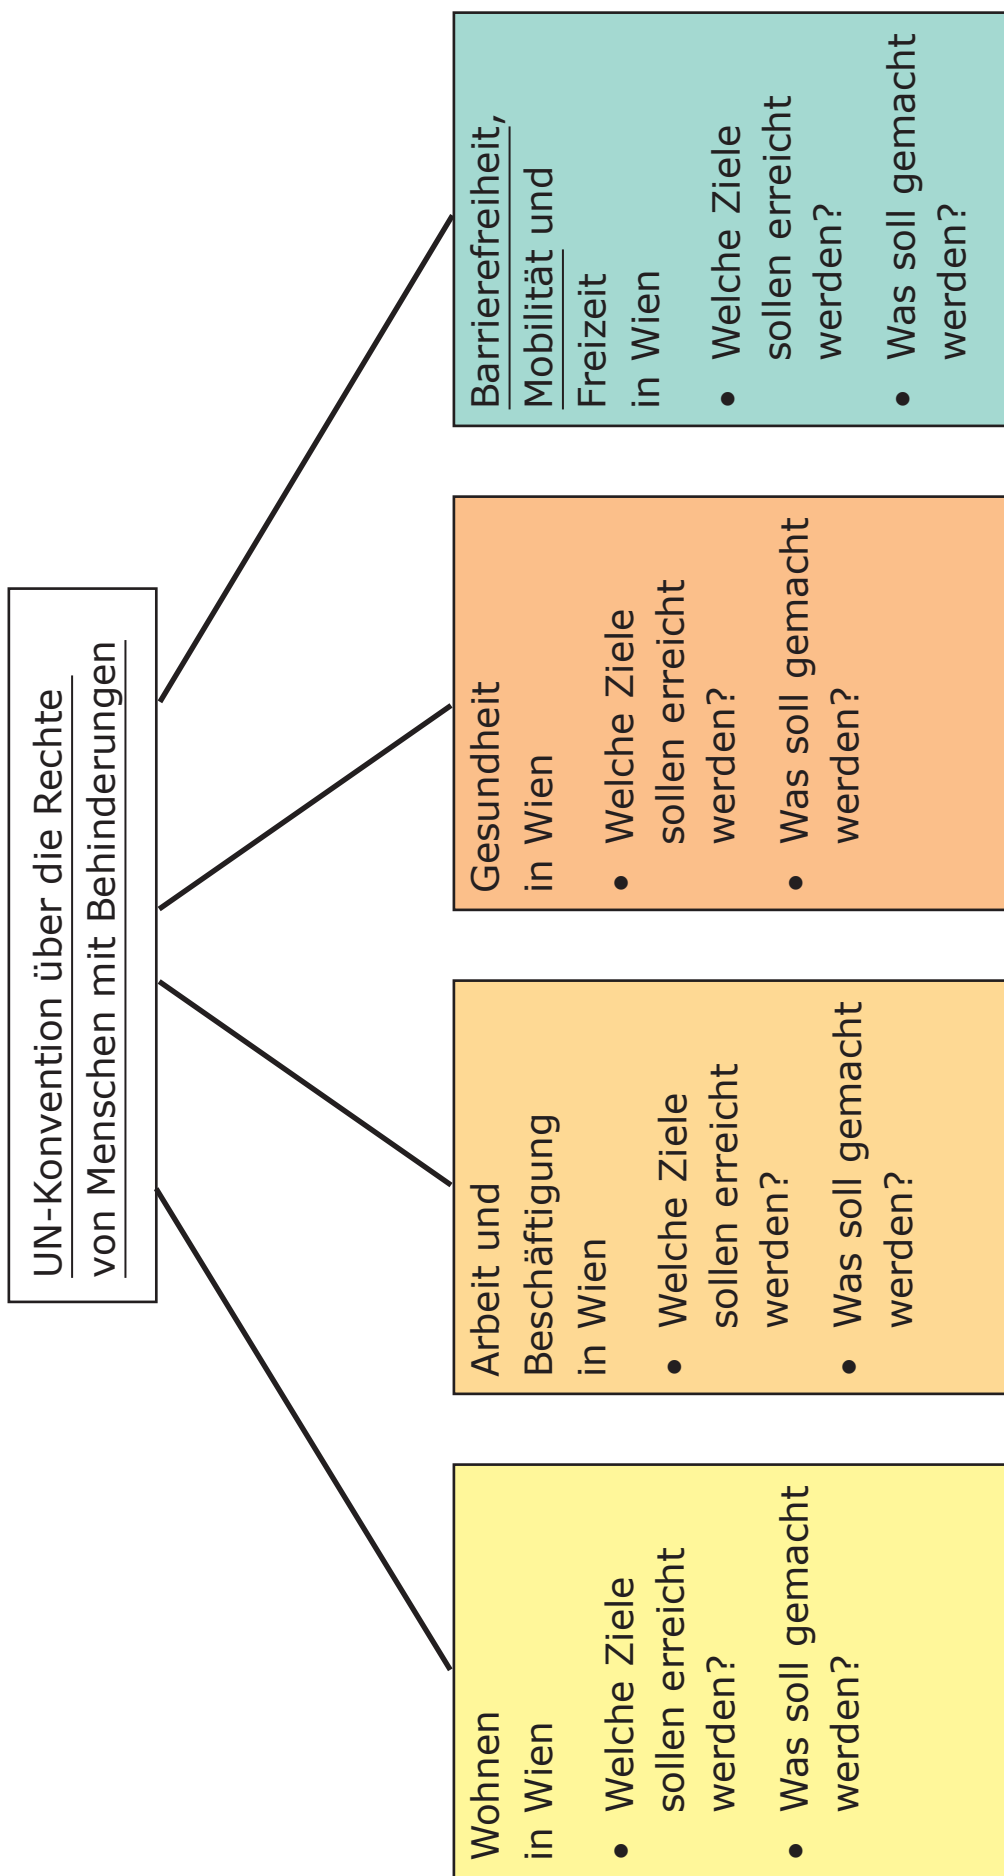 UN-Konvention über die Rechte
von Menschen mit Behinderungen
Wohnen
in Wien
• Welche Ziele
sollen erreicht
werden?
• Was soll gemacht
werden?
Arbeit und
Beschäftigung
in Wien
• Welche Ziele
sollen erreicht
werden?
• Was soll gemacht
werden?
Gesundheit
in Wien
• Welche Ziele
sollen erreicht
werden?
• Was soll gemacht
werden?
Barrierefreiheit,
Mobilität und
Freizeit
in Wien
• Welche Ziele
sollen erreicht
werden?
• Was soll gemacht
werden?